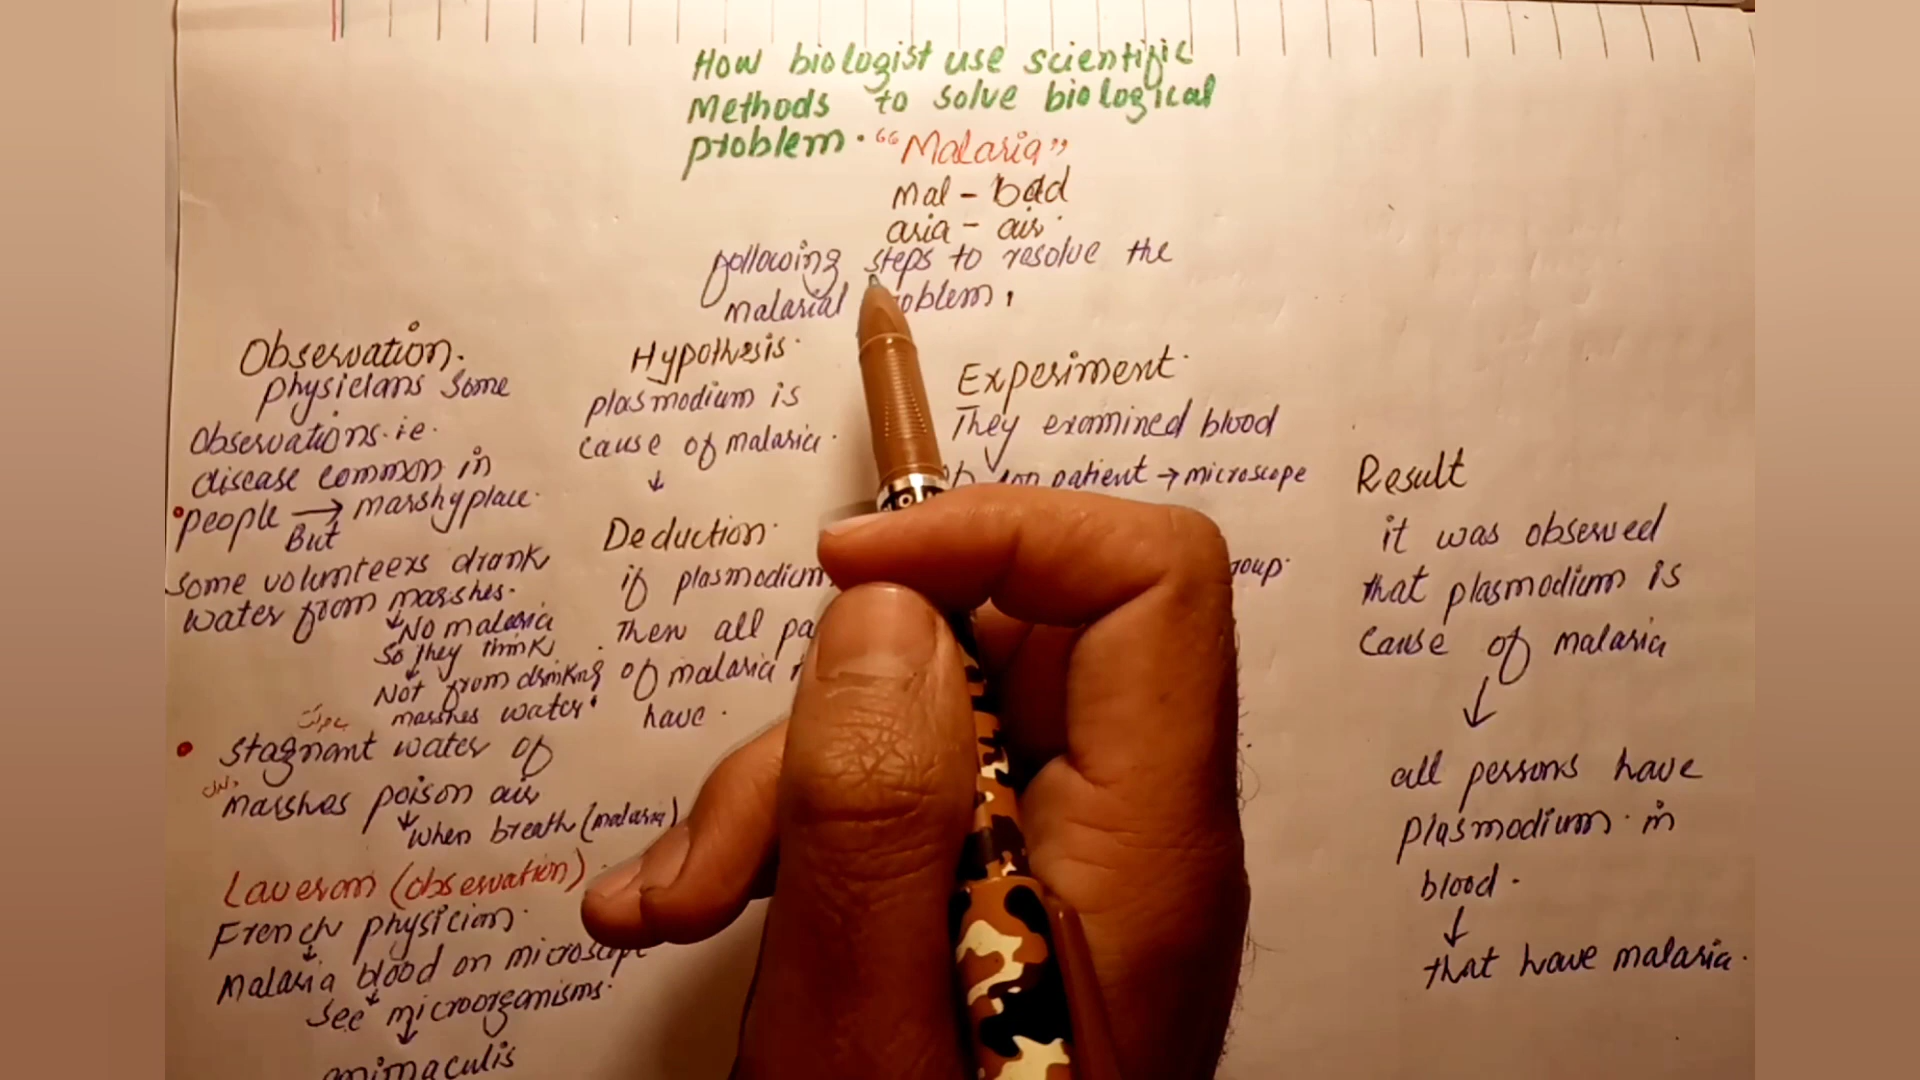 How biologist use scientific
Methods to solve biological
problem. "Malaria"
Mal - bad
aria - air.
following steps to resolve the
malarial oblem.
Observation.
physicians some
observations.i.e.
disease common in
people → marshy place.
But
some volunteers drank
water from marshes.
↓ No malaria
so they think
Not from drinking
marshes water.
stagnant water of
marshes poison air
↓ when breath (malaria)
Laveran (observation)
French physician.
Malaria blood on microscope
see microorganisms.
animaculis
Hypothesis.
plasmodium is
cause of malaria.
↓
Deduction.
if plasmodium
Then all pa
of malaria
have.
Experiment.
They examined blood
patient → microscope
group.
Result
it was observed
that plasmodium is
cause of malaria
↓
all persons have
plasmodium in
blood.
↓
that have malaria.